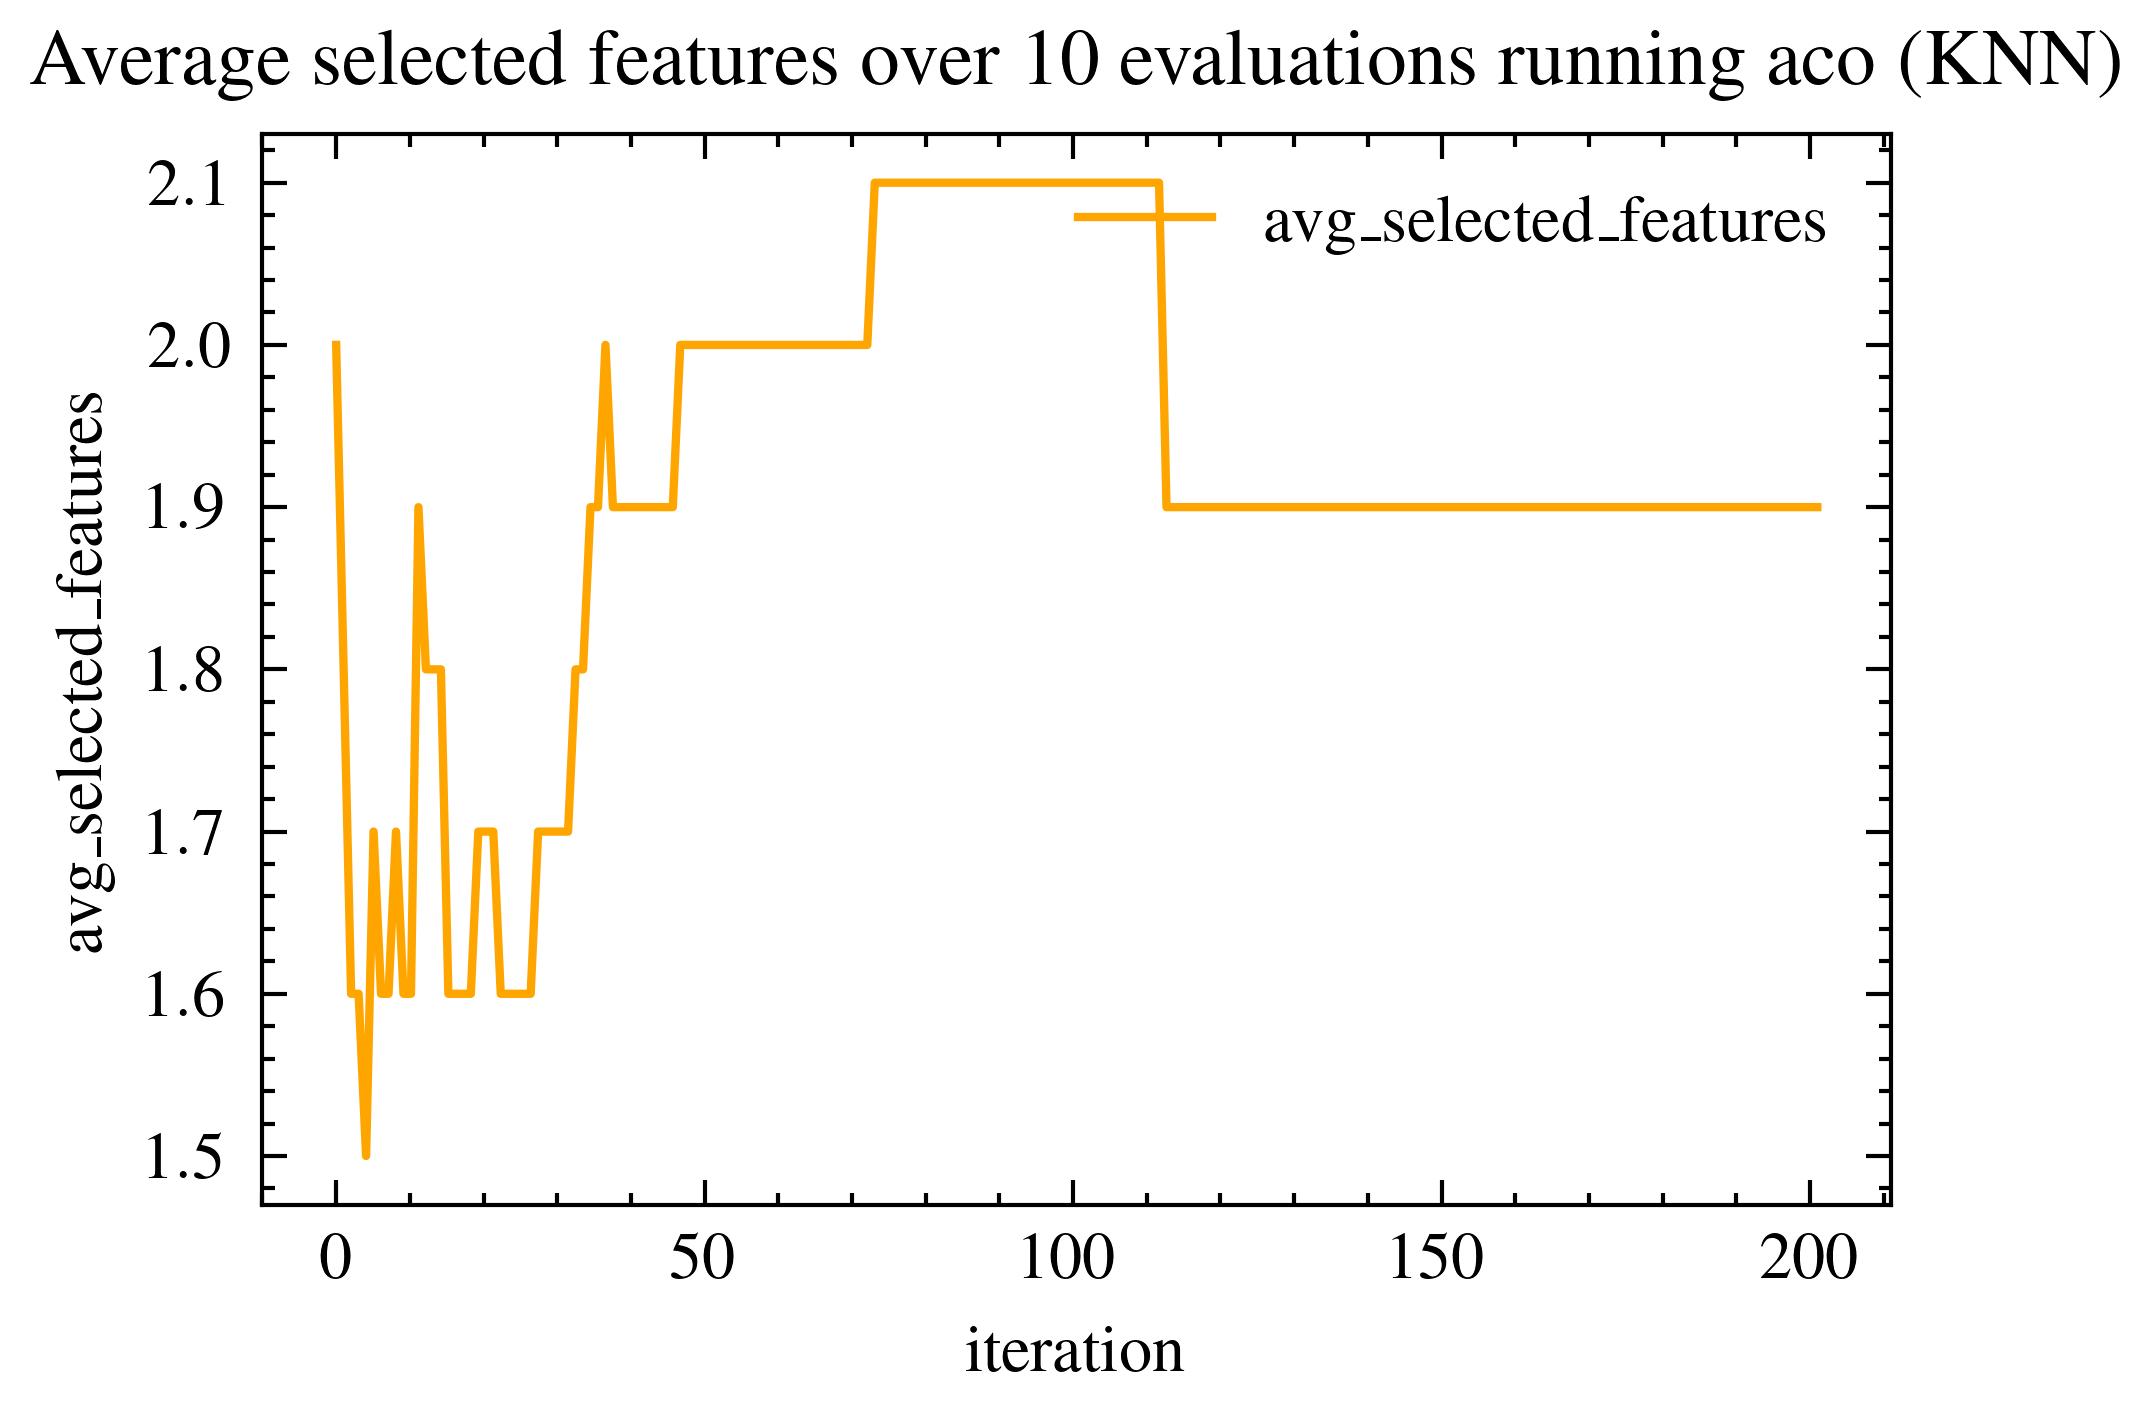 Average selected features over 10 evaluations running aco (KNN)
avg_selected_features
2.1
2.0
1.9
1.8
1.7
1.6
1.5
avg_selected_features
0 50 100 150 200
iteration